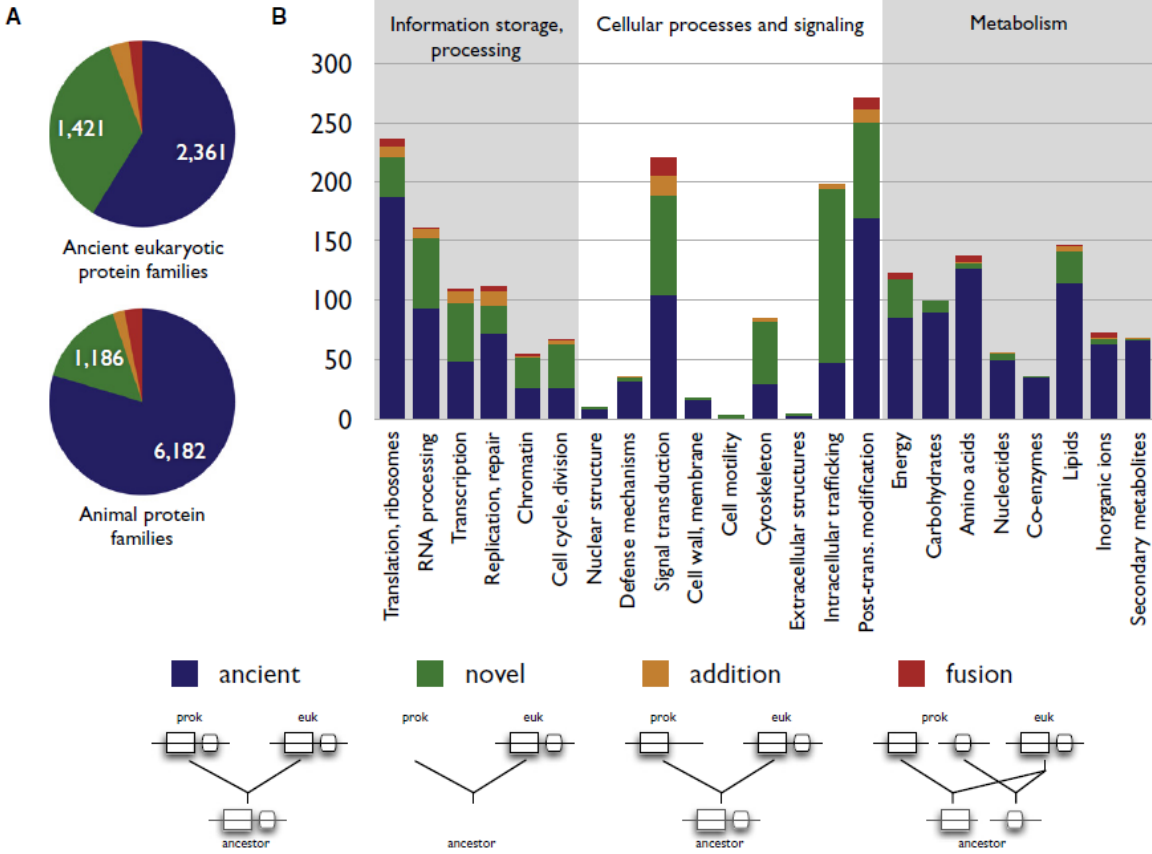 A
1,421
2,361
Ancient eukaryotic
protein families
1,186
6,182
Animal protein
families
B
Information storage,
processing
Cellular processes and signaling
Metabolism
300
250
200
150
100
50
0
Translation, ribosomes
RNA processing
Transcription
Replication, repair
Chromatin
Cell cycle, division
Nuclear structure
Defense mechanisms
Signal transduction
Cell wall, membrane
Cell motility
Cytoskeleton
Extracellular structures
Intracellular trafficking
Post-trans. modification
Energy
Carbohydrates
Amino acids
Nucleotides
Co-enzymes
Lipids
Inorganic ions
Secondary metabolites
ancient
novel
addition
fusion
prok
euk
ancestor
prok
euk
ancestor
prok
euk
ancestor
prok
euk
ancestor